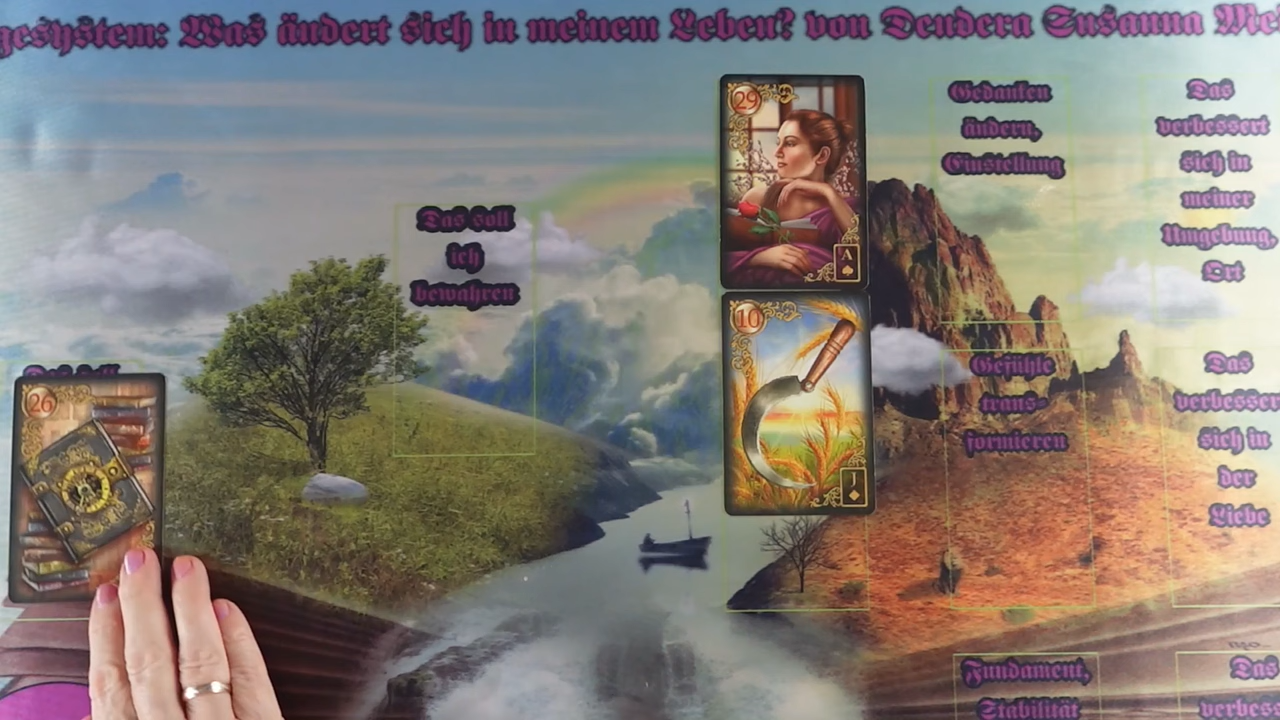 gesystem: Was ändert sich in meinem Leben? von Dendera Susanna
Das soll
ich
bewahren
Gedanken
ändern,
Einstellung
Das
verbessert
sich in
meiner
Umgebung,
Ort
Gefühle
trans-
formieren
Das
verbesser
sich in
der
Liebe
Fundament,
Stabilität
Das
verbess
29
A
10
J
26